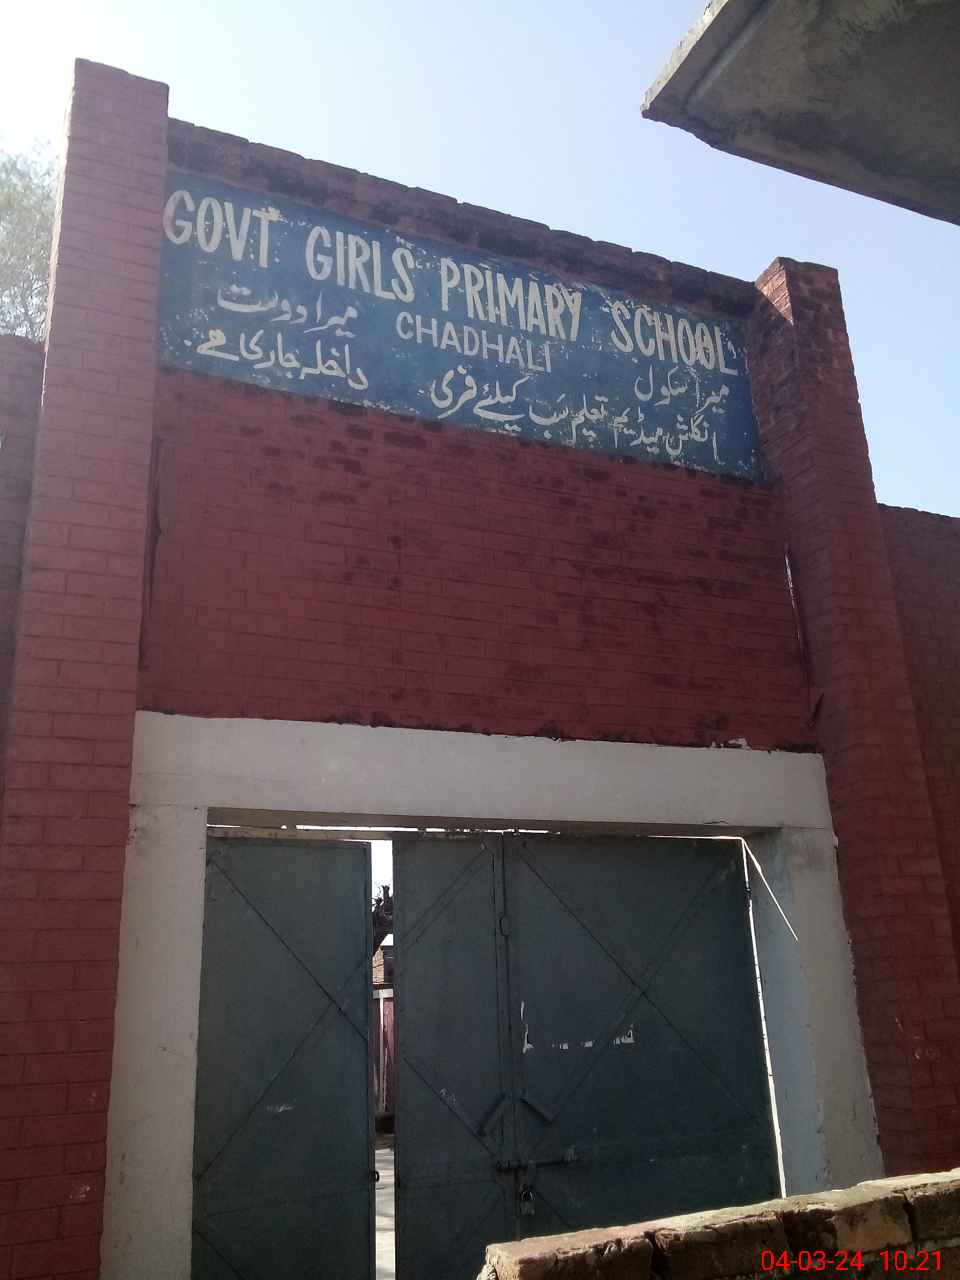 GOVT GIRLS PRIMARY SCHOOL
CHADHALI
میرا سکول
میرا دوست
انگلش میڈیم تعلیم سب کیلئے فری
داخلہ جاری ہے
04-03-24 10:21